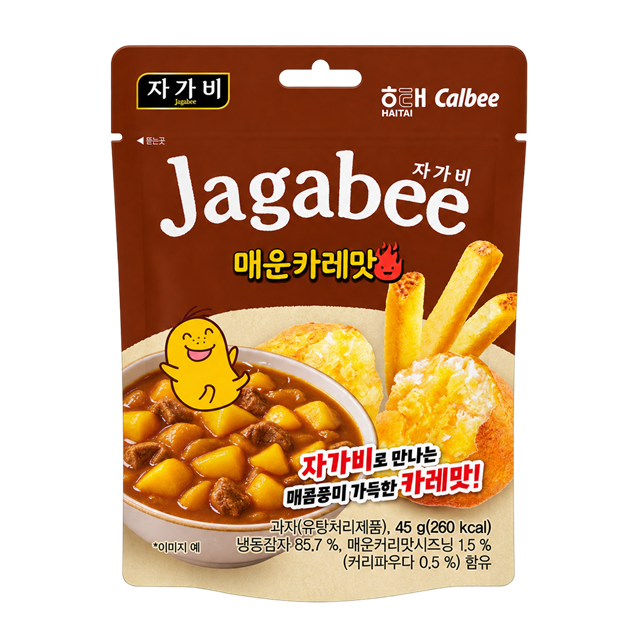 자가비
Jagabee
해태
HAITAI
Calbee
◀ 뜯는곳
자가비
Jagabee
매운카레맛
자가비로 만나는
매콤풍미 가득한 카레맛!
과자(유탕처리제품), 45 g(260 kcal)
냉동감자 85.7 %, 매운커리맛시즈닝 1.5 %
(커리파우다 0.5 %) 함유
*이미지 예